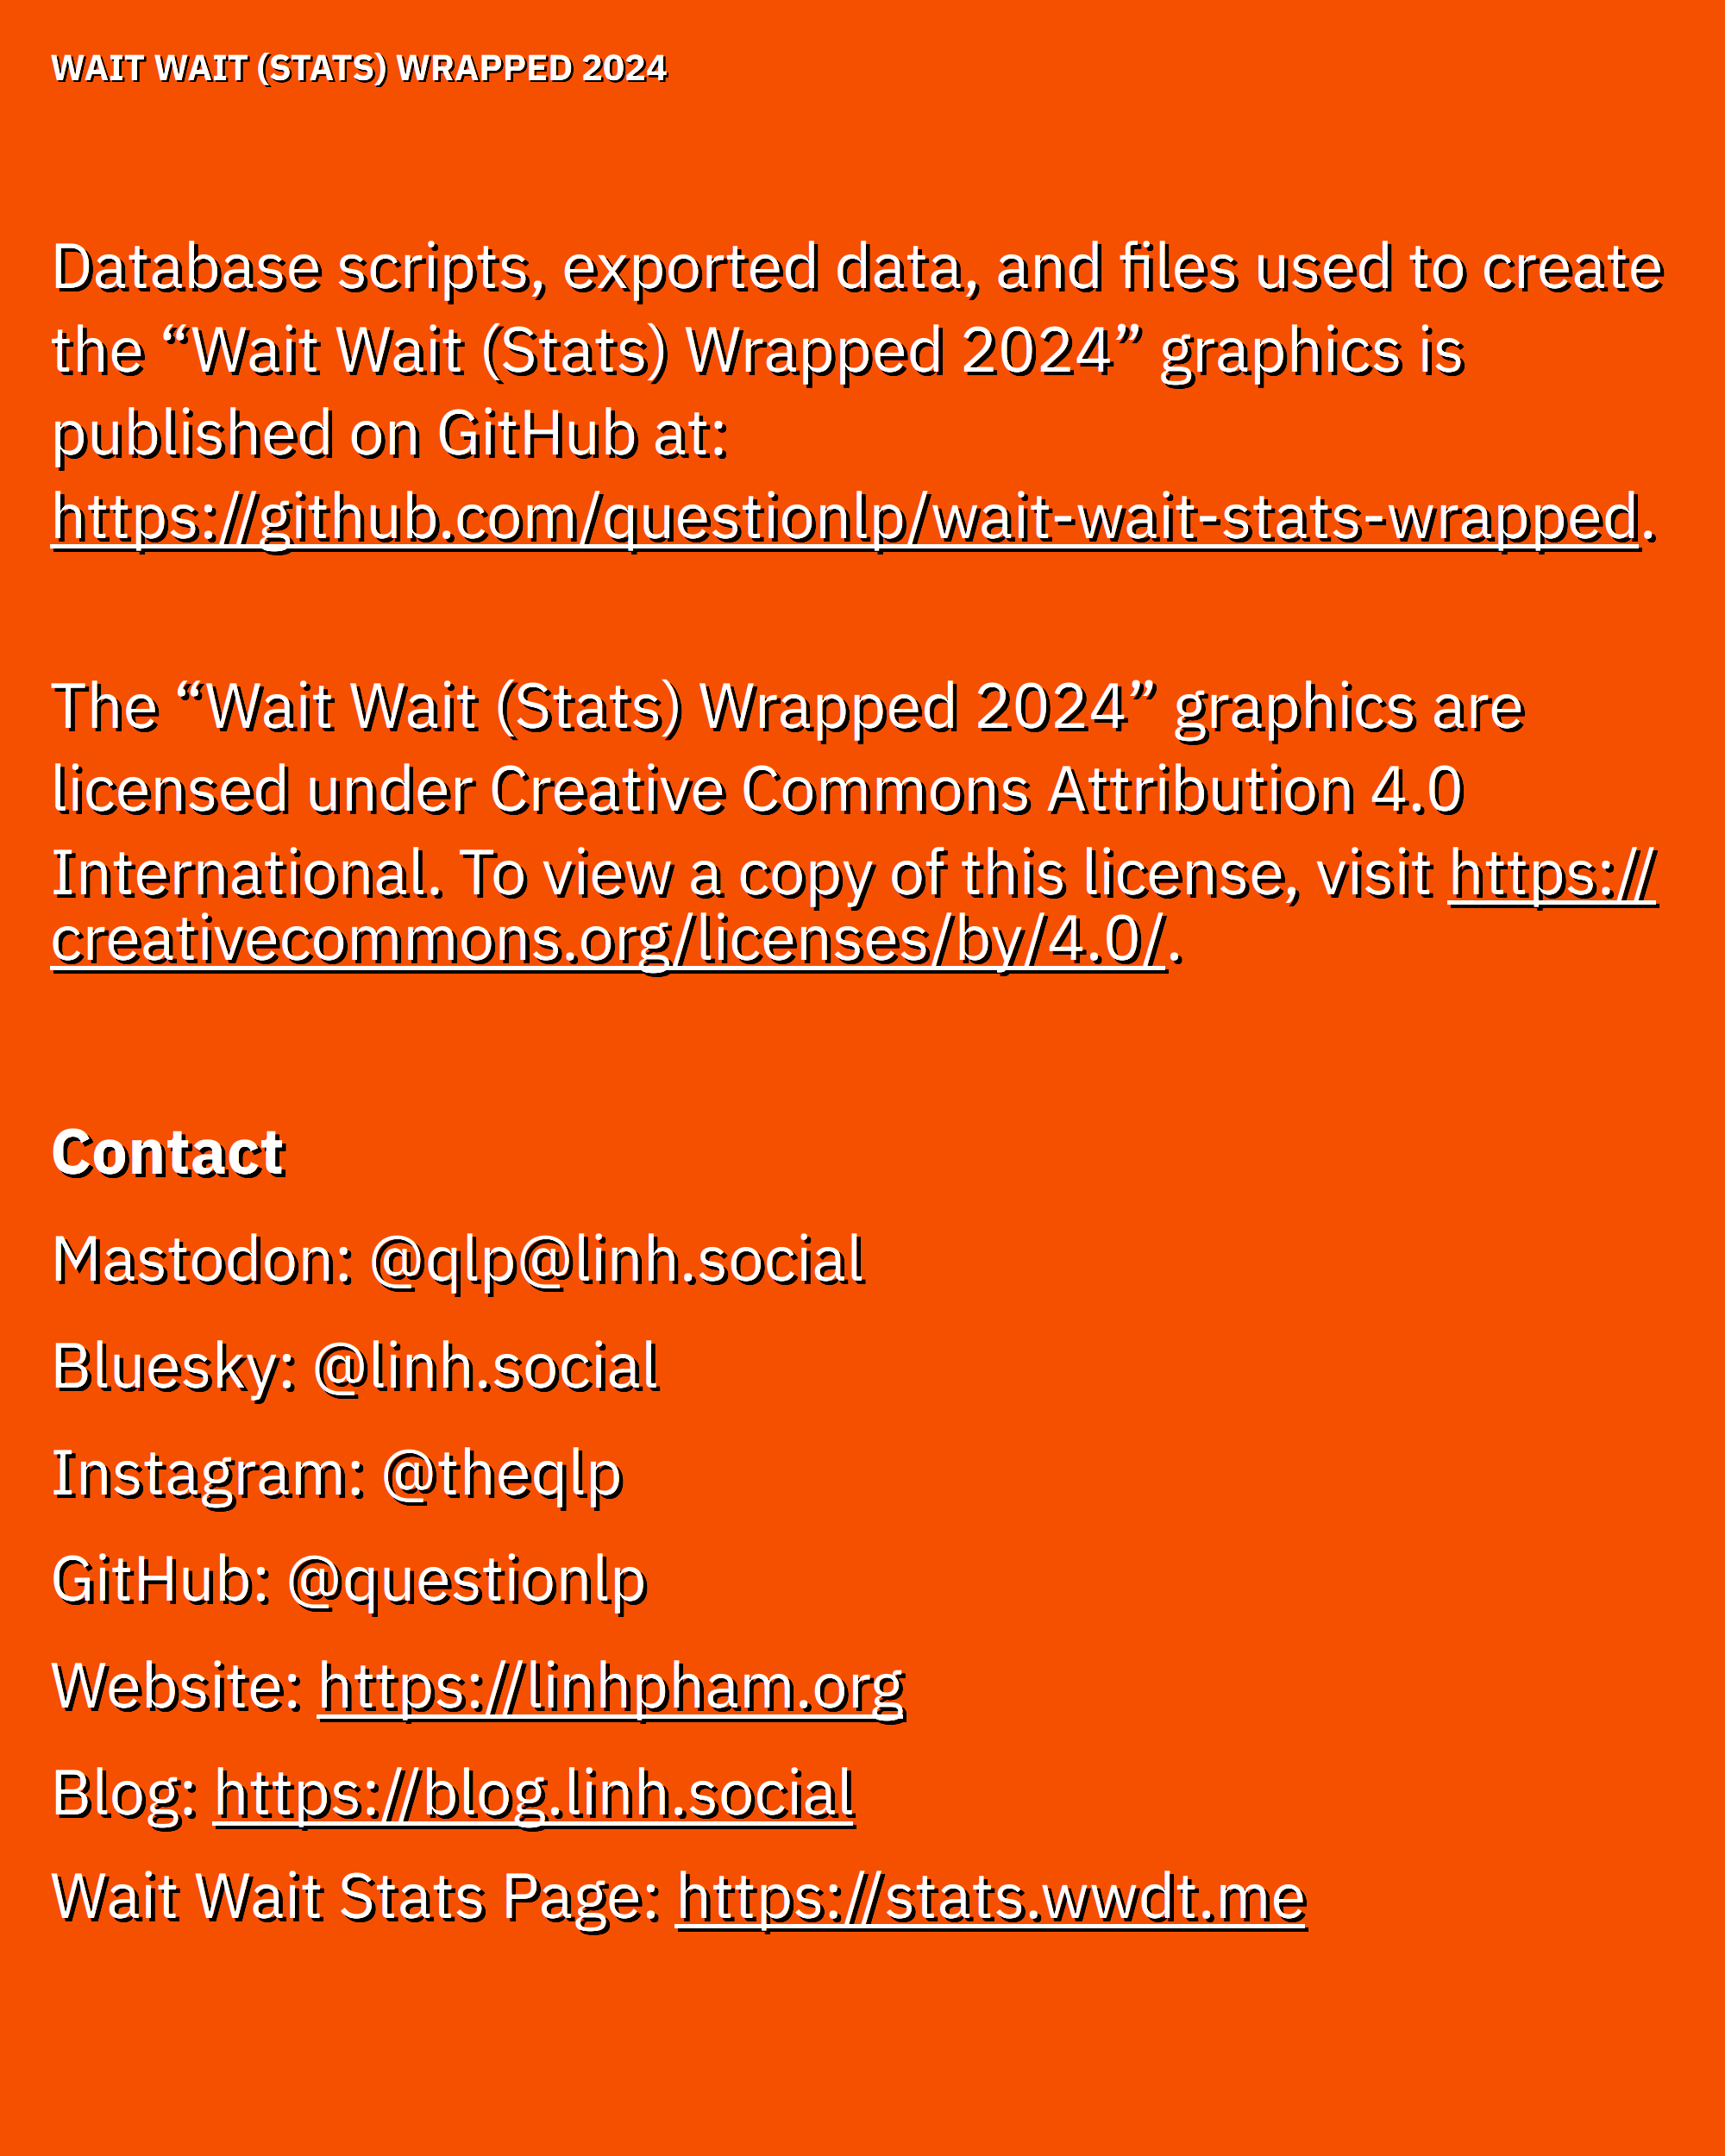 WAIT WAIT (STATS) WRAPPED 2024
Database scripts, exported data, and files used to create
the “Wait Wait (Stats) Wrapped 2024” graphics is
published on GitHub at:
https://github.com/questionlp/wait-wait-stats-wrapped.
The “Wait Wait (Stats) Wrapped 2024” graphics are
licensed under Creative Commons Attribution 4.0
International. To view a copy of this license, visit https://
creativecommons.org/licenses/by/4.0/.
Contact
Mastodon: @qlp@linh.social
Bluesky: @linh.social
Instagram: @theqlp
GitHub: @questionlp
Website: https://linhpham.org
Blog: https://blog.linh.social
Wait Wait Stats Page: https://stats.wwdt.me